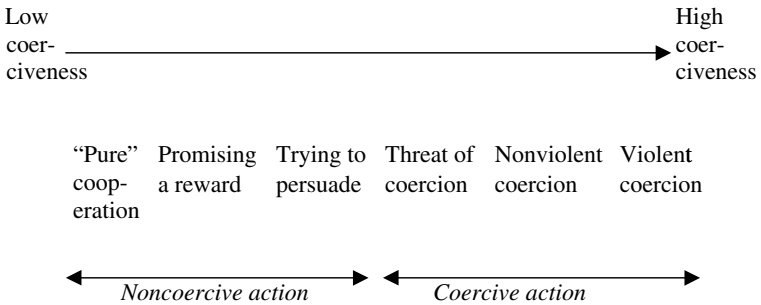 Low
coer-
civeness
High
coer-
civeness
“Pure”
coop-
eration
Promising
a reward
Trying to
persuade
Threat of
coercion
Nonviolent
coercion
Violent
coercion
Noncoercive action
Coercive action